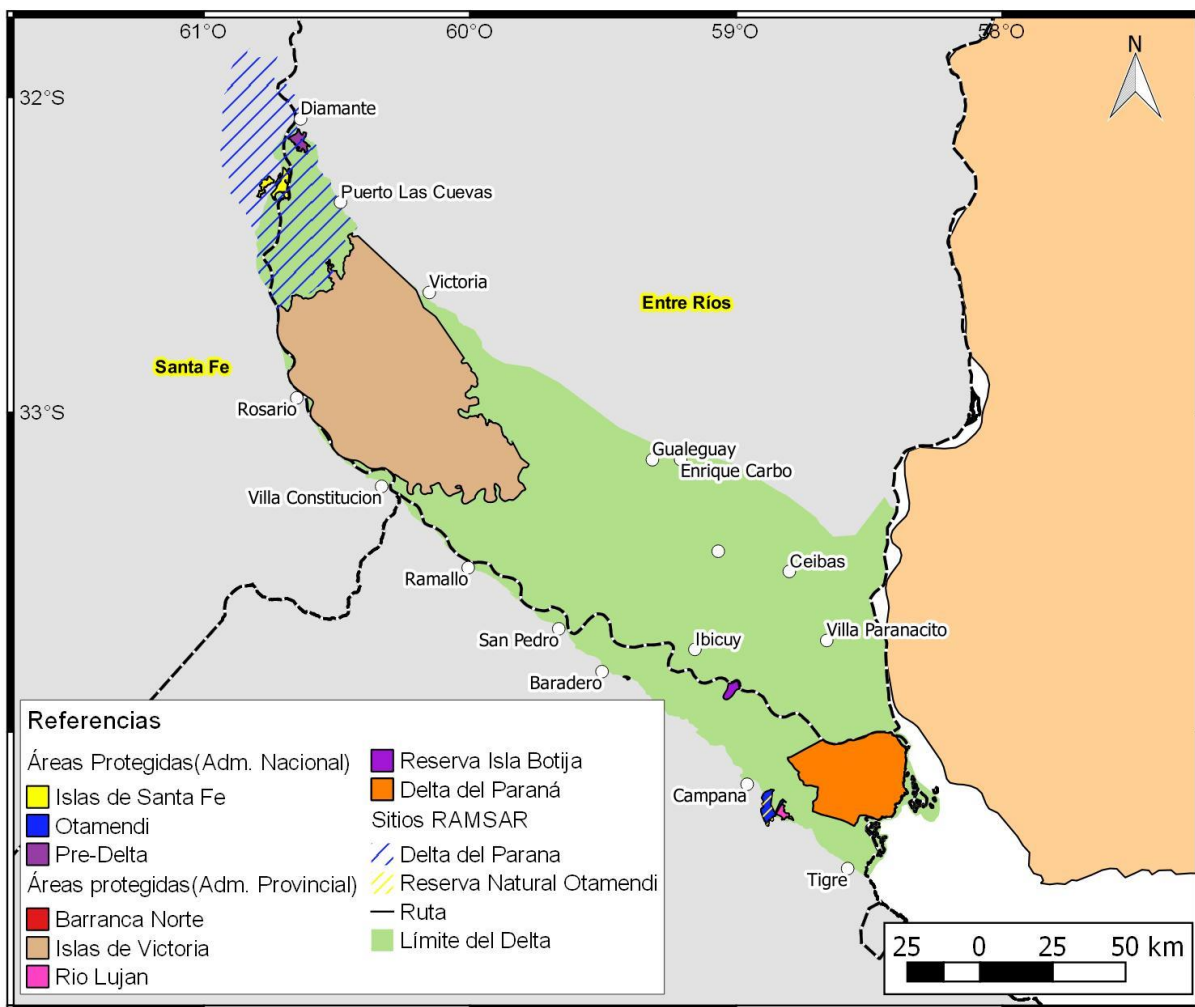 61°O
60°O
59°O
58°O
N
32°S
Diamante
Puerto Las Cuevas
Victoria
Entre Ríos
Santa Fe
33°S
Rosario
Gualeguay
Enrique Carbo
Villa Constitucion
Ceibas
Ramallo
San Pedro
Ibicuy
Villa Paranacito
Baradero
Campana
Tigre
Referencias
Áreas Protegidas(Adm. Nacional)
Islas de Santa Fe
Otamendi
Pre-Delta
Áreas protegidas(Adm. Provincial)
Barranca Norte
Islas de Victoria
Rio Lujan
Reserva Isla Botija
Delta del Paraná
Sitios RAMSAR
Delta del Parana
Reserva Natural Otamendi
Ruta
Límite del Delta
25 0 25 50 km